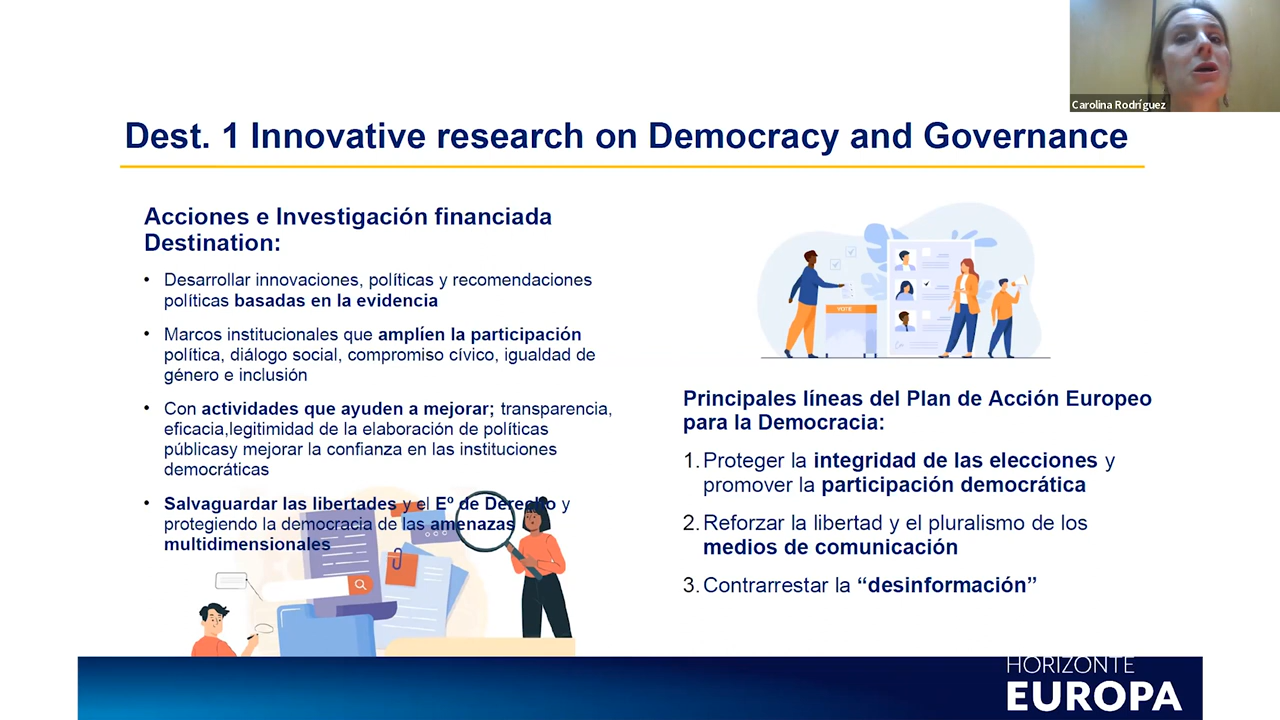 Carolina Rodríguez
Dest. 1 Innovative research on Democracy and Governance
Acciones e Investigación financiada
Destination:
• Desarrollar innovaciones, políticas y recomendaciones
políticas basadas en la evidencia
• Marcos institucionales que amplíen la participación
política, diálogo social, compromiso cívico, igualdad de
género e inclusión
• Con actividades que ayuden a mejorar; transparencia,
eficacia,legitimidad de la elaboración de políticas
públicasy mejorar la confianza en las instituciones
democráticas
• Salvaguardar las libertades y el Eº de Derecho y
protegiendo la democracia de las amenazas
multidimensionales
VOTE
Principales líneas del Plan de Acción Europeo
para la Democracia:
1. Proteger la integridad de las elecciones y
promover la participación democrática
2. Reforzar la libertad y el pluralismo de los
medios de comunicación
3. Contrarrestar la “desinformación”
HORIZONTE
EUROPA